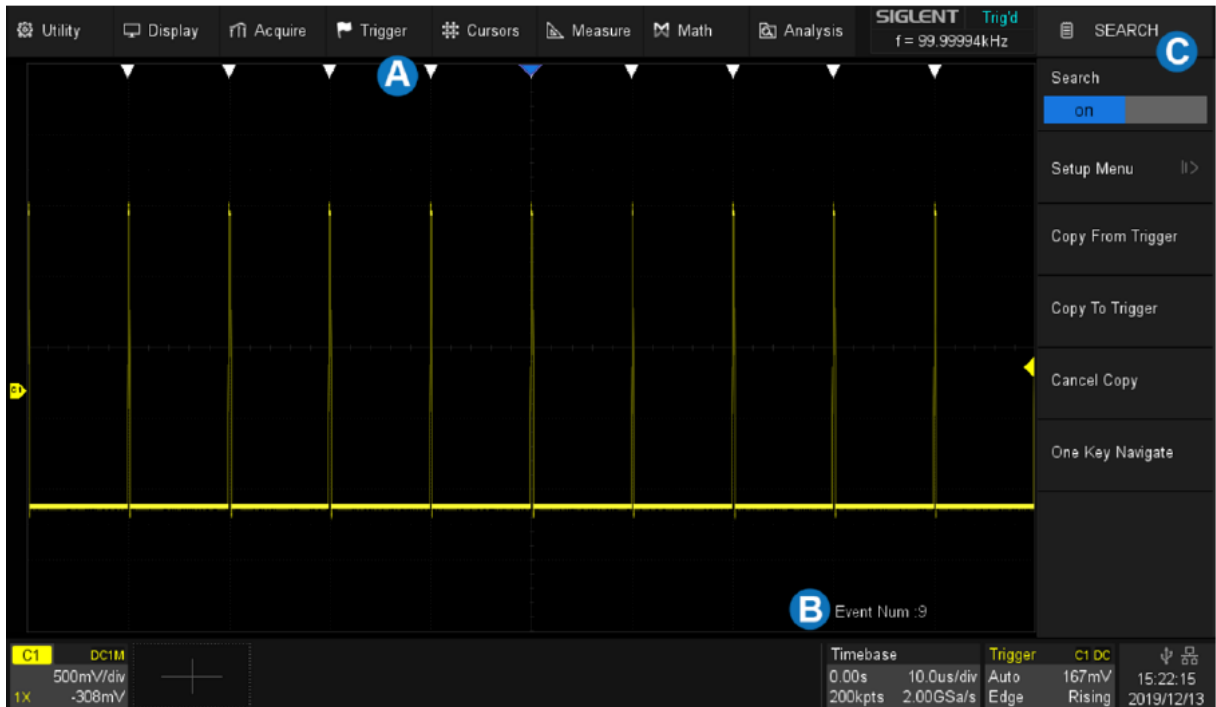 Utility Display Acquire Trigger Cursors Measure Math Analysis
SIGLENT Trig'd
f = 99.99994kHz
SEARCH
A
C
Search
on
Setup Menu
Copy From Trigger
Copy To Trigger
Cancel Copy
One Key Navigate
C1
B Event Num :9
C1 DC1M
500mV/div
1X -308mV
Timebase
0.00s 10.0us/div
200kpts 2.00GSa/s
Trigger C1 DC
Auto 167mV
Edge Rising
15:22:15
2019/12/13